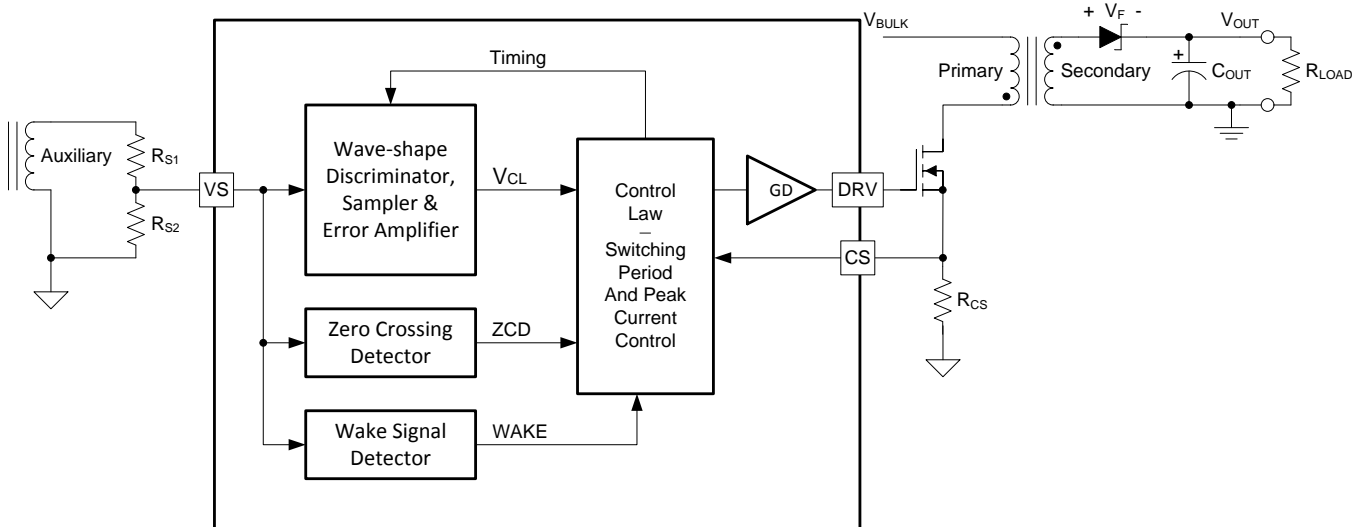 Timing
Auxiliary
RS1
RS2
VS
Wave-shape
Discriminator,
Sampler &
Error Amplifier
VCL
Zero Crossing
Detector
ZCD
Wake Signal
Detector
WAKE
Control
Law
–
Switching
Period
And Peak
Current
Control
GD
DRV
CS
RCS
VBULK
Primary
Secondary
+ VF -
VOUT
+
COUT
RLOAD